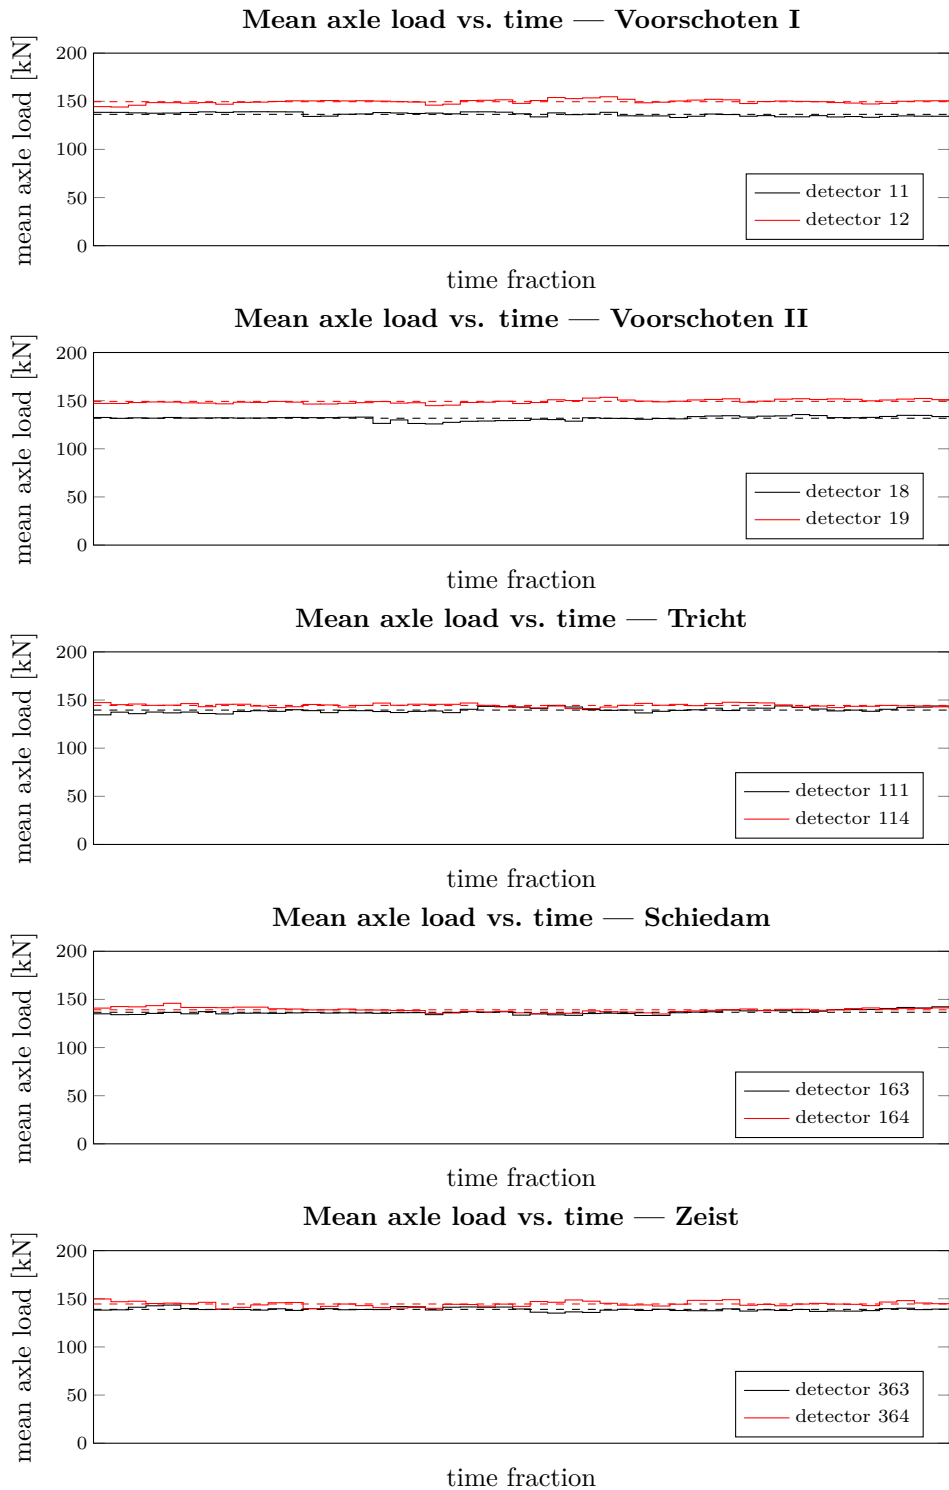 Mean axle load vs. time — Voorschoten I
mean axle load [kN]
200
150
100
50
0
detector 11
detector 12
time fraction
Mean axle load vs. time — Voorschoten II
mean axle load [kN]
200
150
100
50
0
detector 18
detector 19
time fraction
Mean axle load vs. time — Tricht
mean axle load [kN]
200
150
100
50
0
detector 111
detector 114
time fraction
Mean axle load vs. time — Schiedam
mean axle load [kN]
200
150
100
50
0
detector 163
detector 164
time fraction
Mean axle load vs. time — Zeist
mean axle load [kN]
200
150
100
50
0
detector 363
detector 364
time fraction